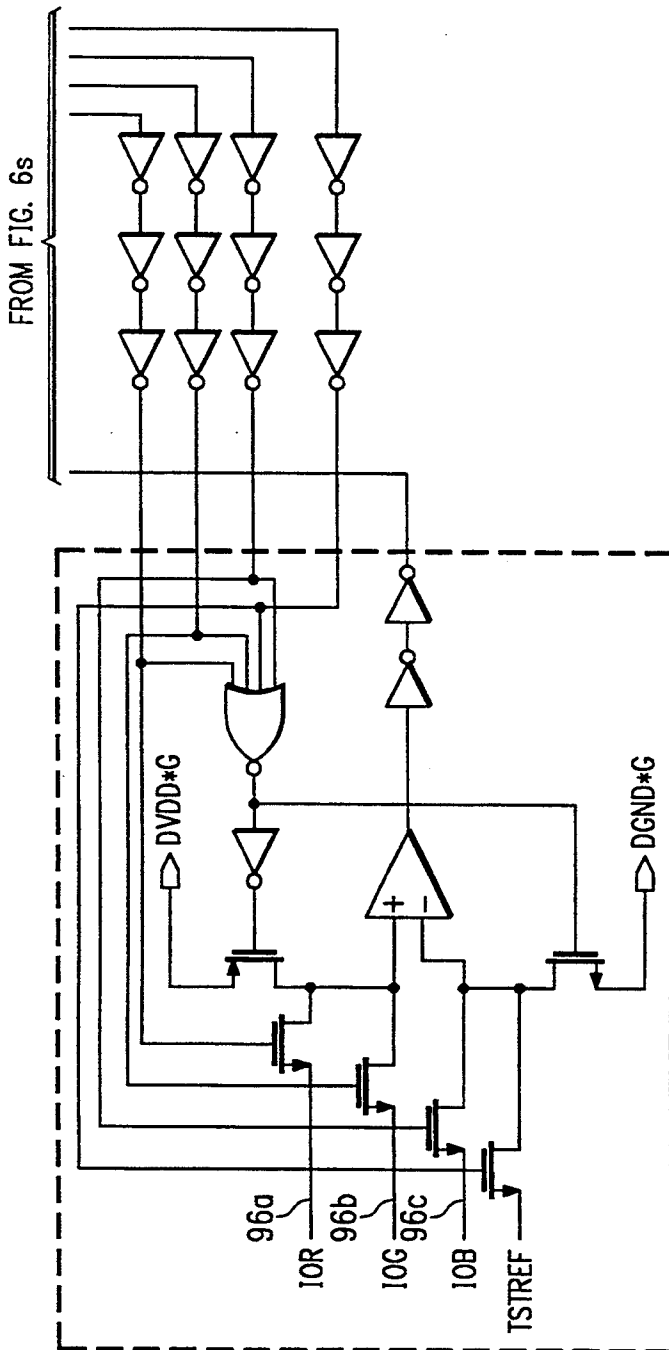 FROM FIG. 6s
DVDD*G
DGND*G
+
−
96a
IOR
96b
IOG
96c
IOB
TSTREF